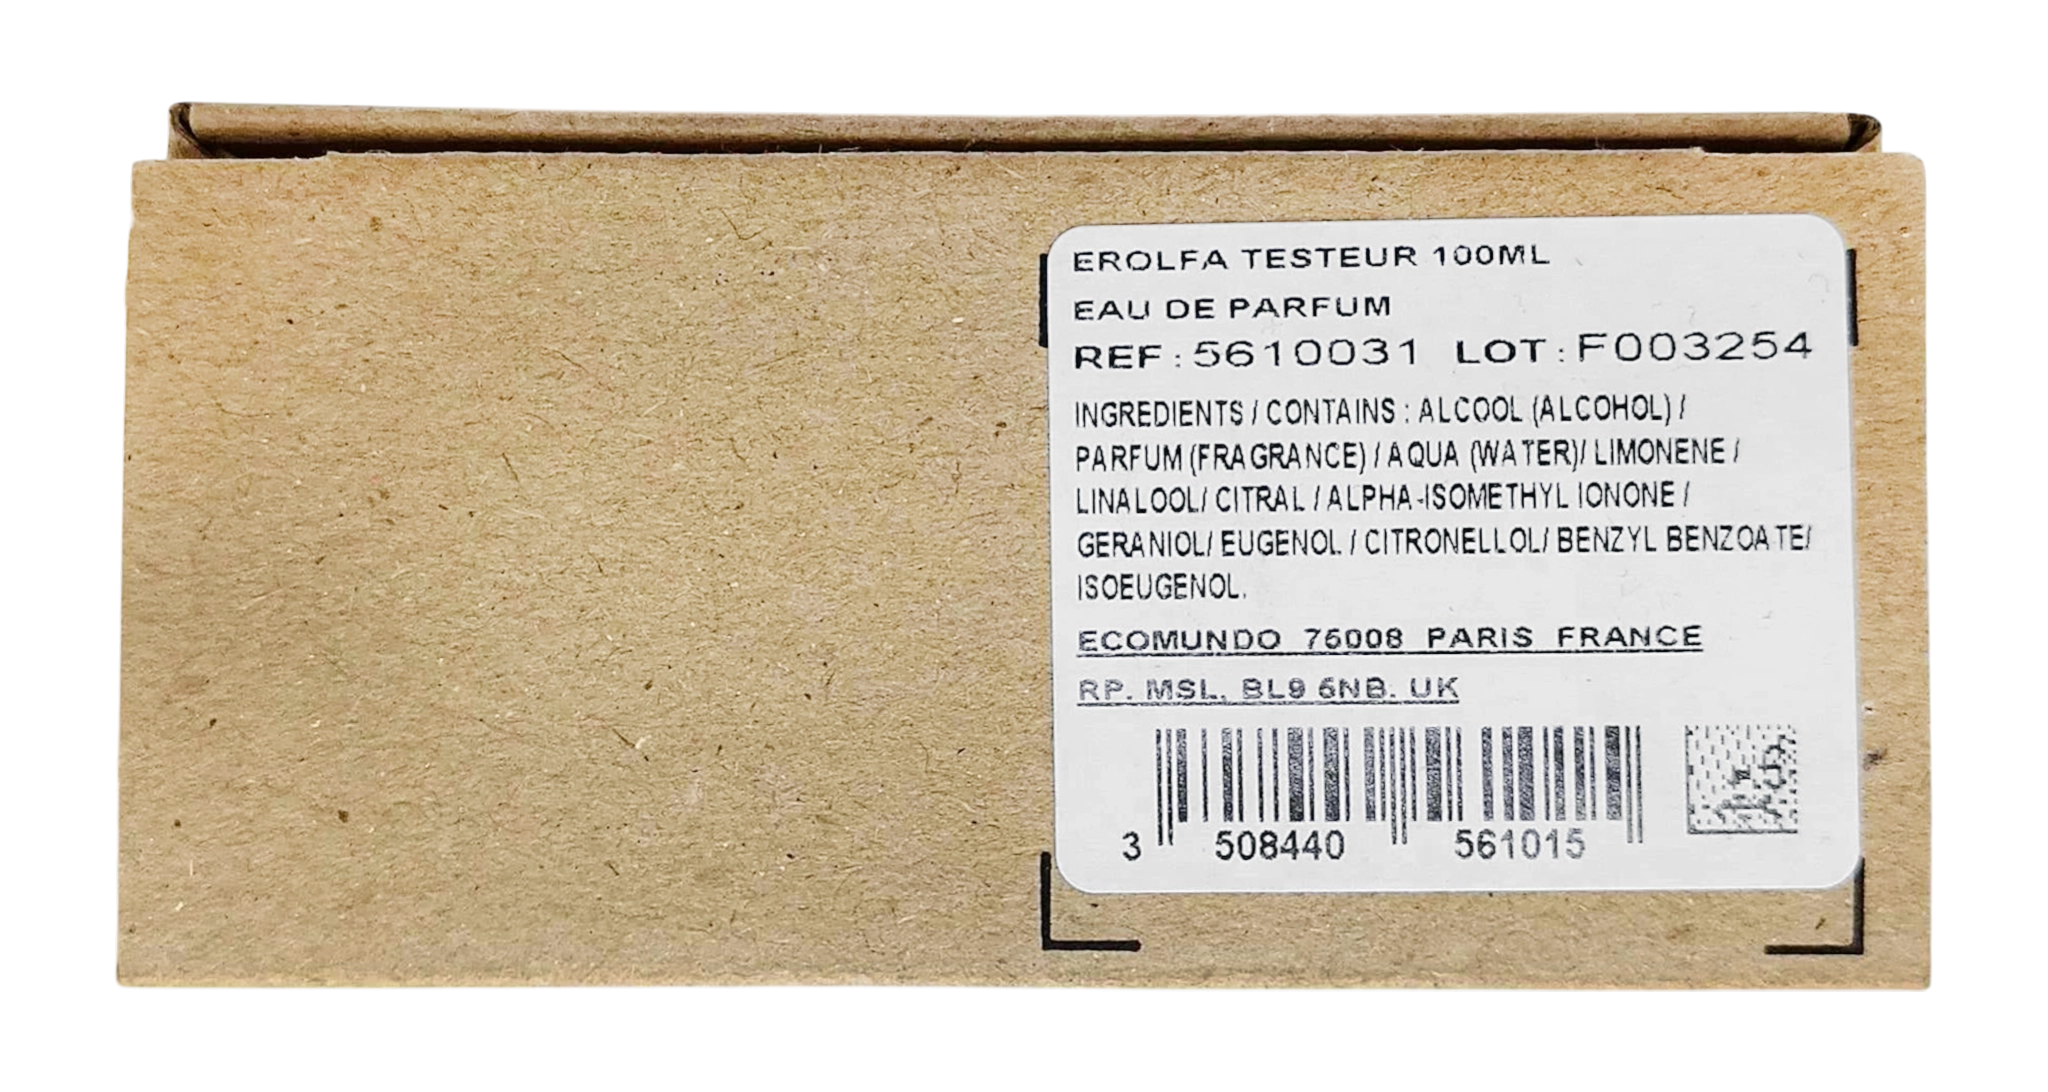 EROLFA TESTEUR 100ML
EAU DE PARFUM
REF : 5610031 LOT : F003254
INGREDIENTS / CONTAINS : ALCOOL (ALCOHOL) /
PARFUM (FRAGRANCE) / AQUA (WATER)/ LIMONENE /
LINALOOL/ CITRAL / ALPHA-ISOMETHYL IONONE /
GERANIOL/ EUGENOL / CITRONELLOL/ BENZYL BENZOATE/
ISOEUGENOL.
ECOMUNDO 75008 PARIS FRANCE
RP. MSL. BL9 5NB. UK
3 508440 561015